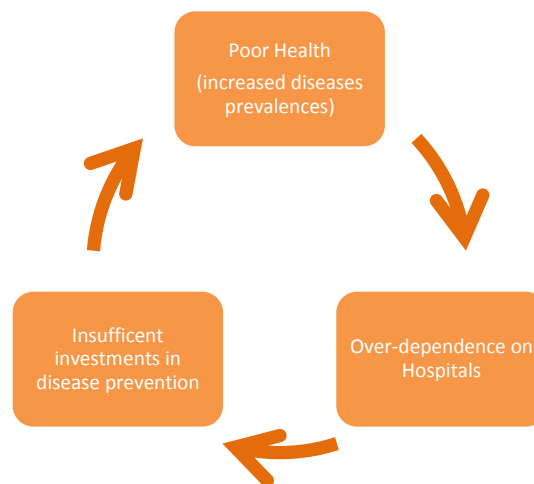 Poor Health
(increased diseases
prevalences)
Insufficent
investments in
disease prevention
Over-dependence on
Hospitals